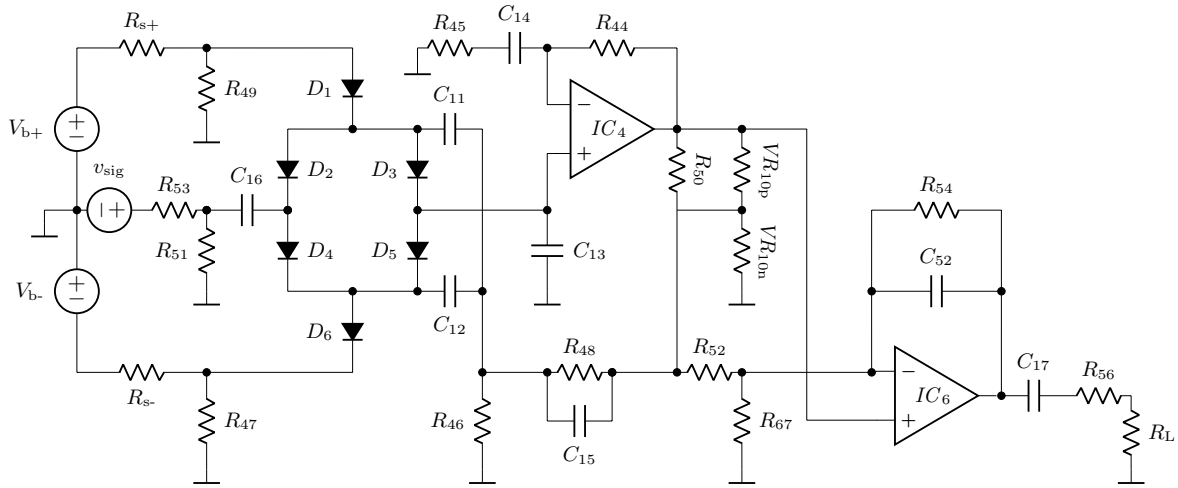 R45
C14
R44
Rs+
R49
D1
C11
IC4
Vb+
vsig
R53
C16
D2
D3
R50
VR10p
R54
R51
D4
D5
C13
VR10n
C52
Vb-
C12
D6
R48
R52
C17
R56
Rs-
R47
R46
C15
R67
IC6
RL